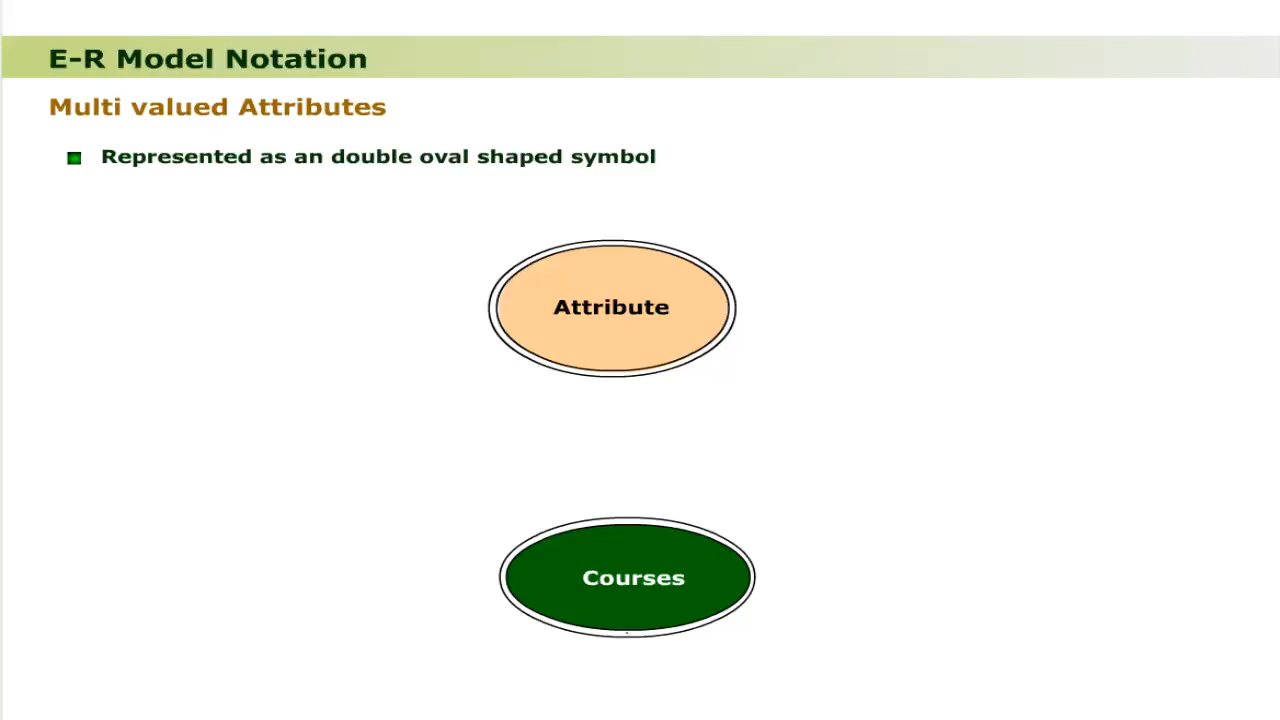 E-R Model Notation
Multi valued Attributes
Represented as an double oval shaped symbol
Attribute
Courses